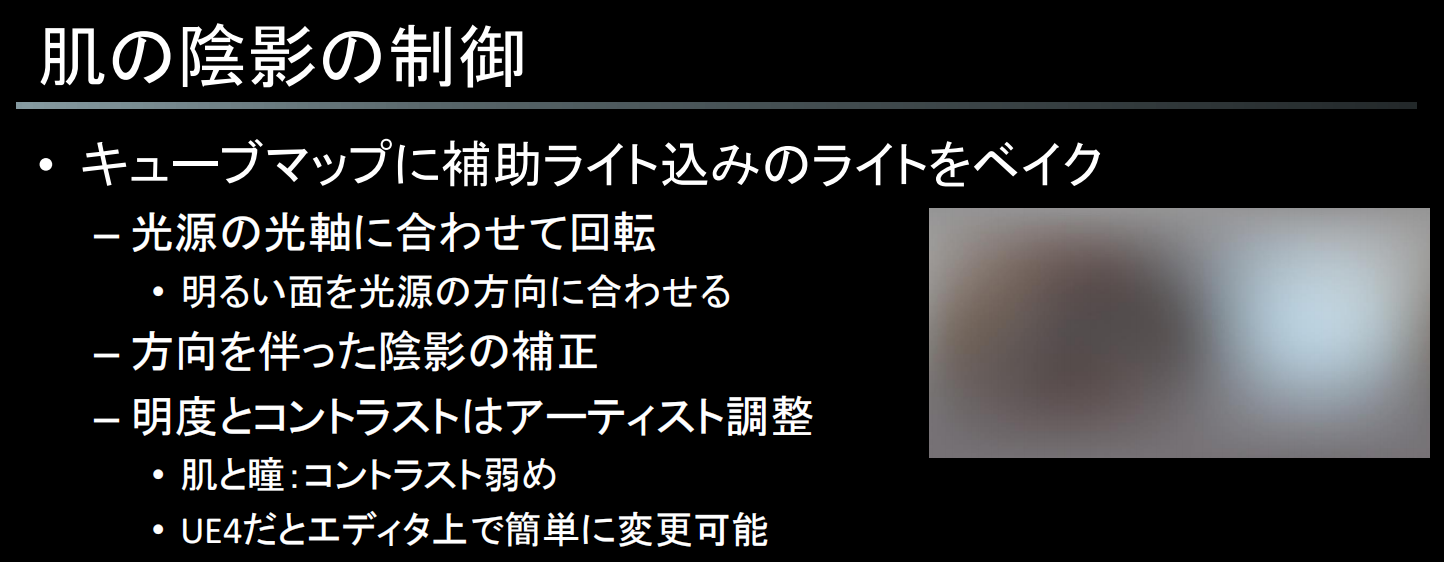 肌の陰影の制御
• キューブマップに補助ライト込みのライトをベイク
– 光源の光軸に合わせて回転
• 明るい面を光源の方向に合わせる
– 方向を伴った陰影の補正
– 明度とコントラストはアーティスト調整
• 肌と瞳:コントラスト弱め
• UE4だとエディタ上で簡単に変更可能